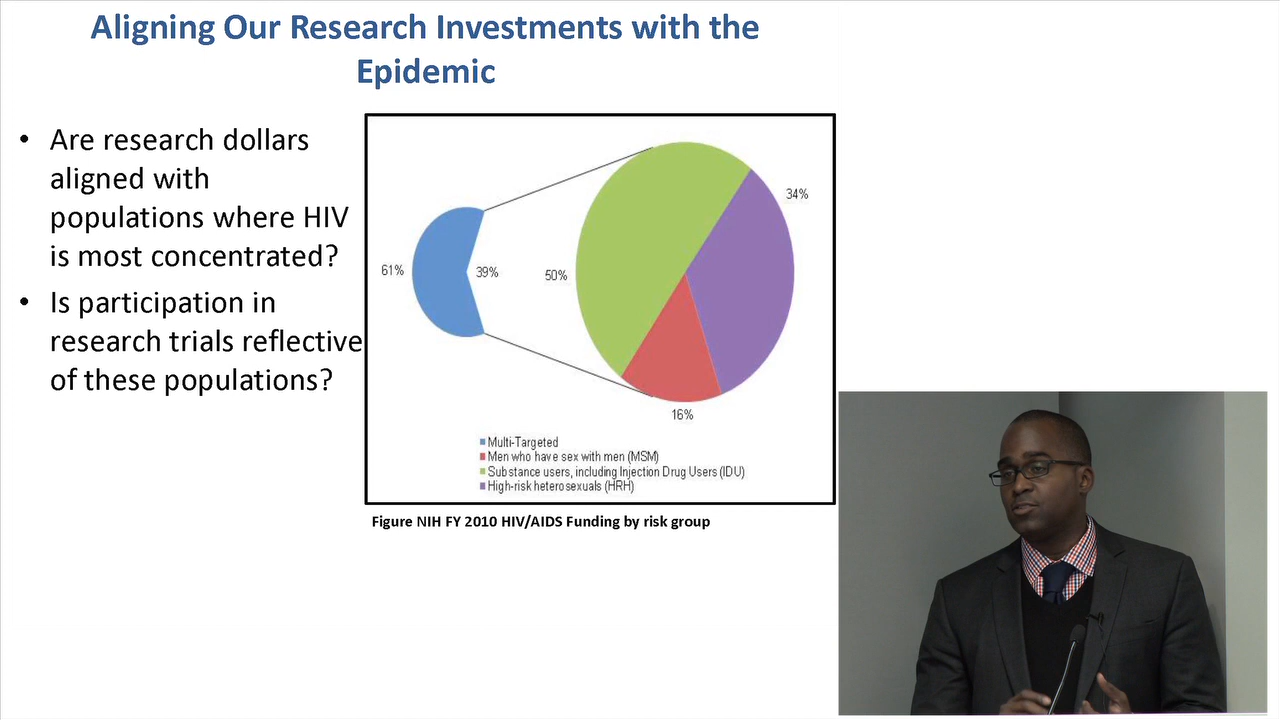 Aligning Our Research Investments with the
Epidemic
• Are research dollars
aligned with
populations where HIV
is most concentrated?
• Is participation in
research trials reflective
of these populations?
61%
39%
50%
34%
16%
Multi-Targeted
Men who have sex with men (MSM)
Substance users, including Injection Drug Users (IDU)
High-risk heterosexuals (HRH)
Figure NIH FY 2010 HIV/AIDS Funding by risk group